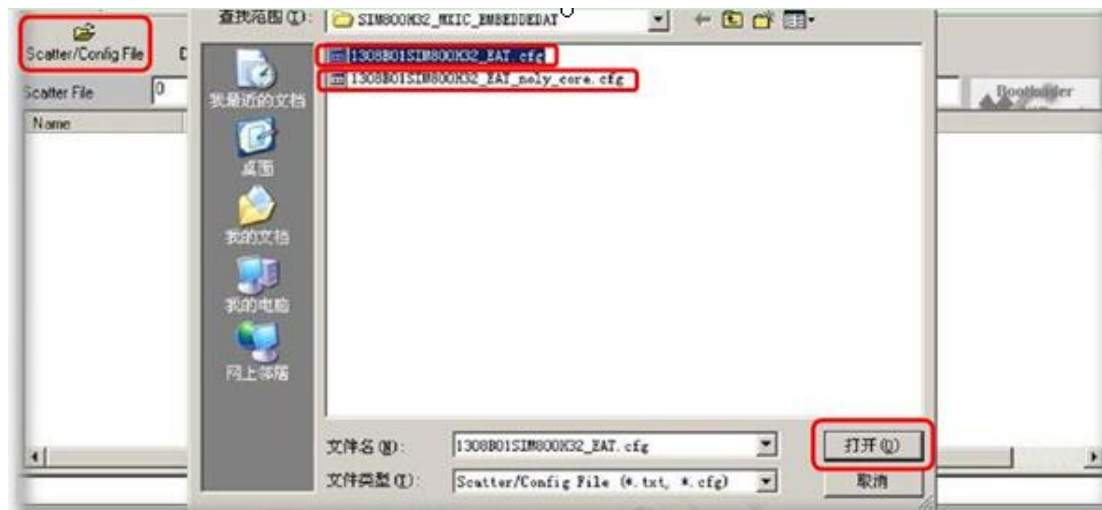 查找范围(I):
SIM800H32_MXIC_EMBEDDEDAT
Scatter/Config File
D
Scatter File
0
Name
1308B01SIM800H32_EAT.cfg
1308B01SIM800H32_EAT_noly_core.cfg
我最近的文档
桌面
我的文档
我的电脑
网上邻居
Bootloader
文件名(N):
1308B01SIM800H32_EAT.cfg
打开(O)
文件类型(T):
Scatter/Config File (*.txt, *.cfg)
取消